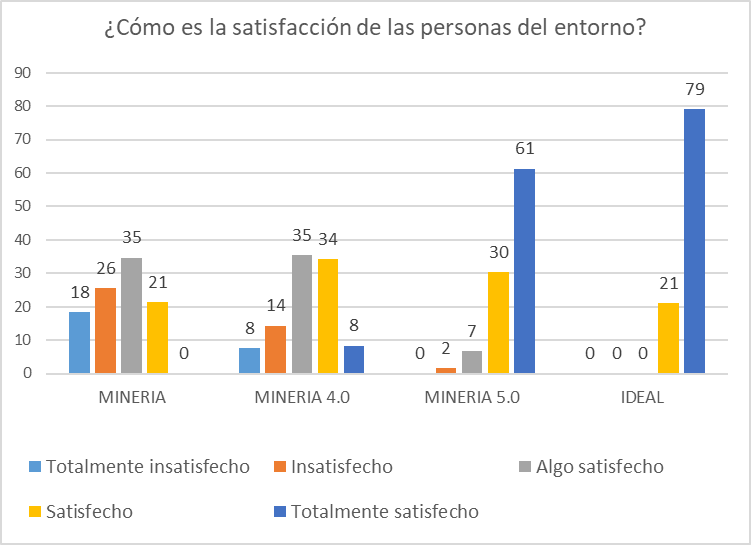 ¿Cómo es la satisfacción de las personas del entorno?
90
80
70
60
50
40
30
20
10
0
18 26 35 21 0
8 14 35 34 8
0 2 7 30 61
0 0 0 21 79
MINERIA MINERIA 4.0 MINERIA 5.0 IDEAL
Totalmente insatisfecho Insatisfecho Algo satisfecho
Satisfecho Totalmente satisfecho